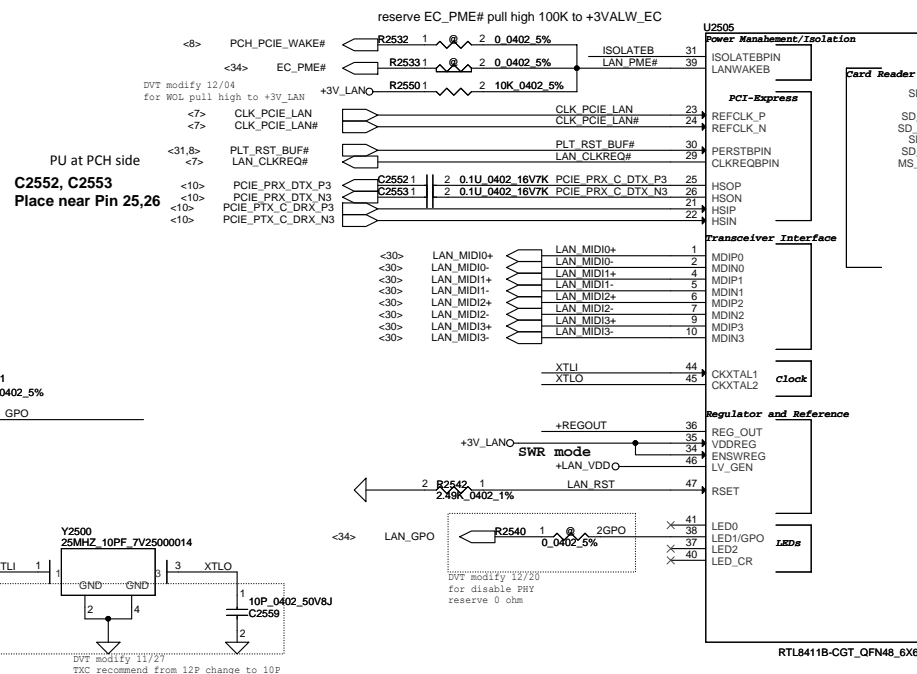 reserve EC_PME# pull high 100K to +3VALW_EC
U2505
Power Manahement/Isolation
<8> PCH_PCIE_WAKE# R2532 1 @ 2 0_0402_5%
ISOLATEB 31 ISOLATEBPIN
<34> EC_PME# R2533 1 @ 2 0_0402_5% LAN_PME# 39 LANWAKEB
Card Reader
DVT modify 12/04
for WOL pull high to +3V_LAN
+3V_LAN R2550 1 2 10K_0402_5%
PCI-Express
<7> CLK_PCIE_LAN CLK_PCIE_LAN 23 REFCLK_P
<7> CLK_PCIE_LAN# CLK_PCIE_LAN# 24 REFCLK_N
<31,8> PLT_RST_BUF# PLT_RST_BUF# 30 PERSTBPIN
<7> LAN_CLKREQ# LAN_CLKREQ# 29 CLKREQBPIN
PU at PCH side
C2552, C2553
Place near Pin 25,26
<10> PCIE_PRX_DTX_P3 C2552 1 2 0.1U_0402_16V7K PCIE_PRX_C_DTX_P3 25 HSOP
<10> PCIE_PRX_DTX_N3 C2553 1 2 0.1U_0402_16V7K PCIE_PRX_C_DTX_N3 26 HSON
<10> PCIE_PTX_C_DRX_P3 21 HSIP
<10> PCIE_PTX_C_DRX_N3 22 HSIN
Transceiver Interface
<30> LAN_MIDI0+ LAN_MIDI0+ 1 MDIP0
<30> LAN_MIDI0- LAN_MIDI0- 2 MDIN0
<30> LAN_MIDI1+ LAN_MIDI1+ 4 MDIP1
<30> LAN_MIDI1- LAN_MIDI1- 5 MDIN1
<30> LAN_MIDI2+ LAN_MIDI2+ 6 MDIP2
<30> LAN_MIDI2- LAN_MIDI2- 7 MDIN2
<30> LAN_MIDI3+ LAN_MIDI3+ 9 MDIP3
<30> LAN_MIDI3- LAN_MIDI3- 10 MDIN3
XTLI 44 CKXTAL1
XTLO 45 CKXTAL2
Clock
1
0402_5%
GPO
Regulator and Reference
+REGOUT 36 REG_OUT
+3V_LAN 35 VDDREG
SWR mode 34 ENSWREG
+LAN_VDD 46 LV_GEN
2 R2542 1 LAN_RST 47 RSET
2.49K_0402_1%
41 LED0
<34> LAN_GPO R2540 1 @ 2 GPO 38 LED1/GPO
0_0402_5% 37 LED2
40 LED_CR
LEDs
DVT modify 12/20
for disable PHY
reserve 0 ohm
Y2500
25MHZ_10PF_7V25000014
TLI 1 1 3 3 XTLO
GND GND
2 4
1
10P_0402_50V8J
C2559
2
DVT modify 11/27
TXC recommend from 12P change to 10P
RTL8411B-CGT_QFN48_6X6